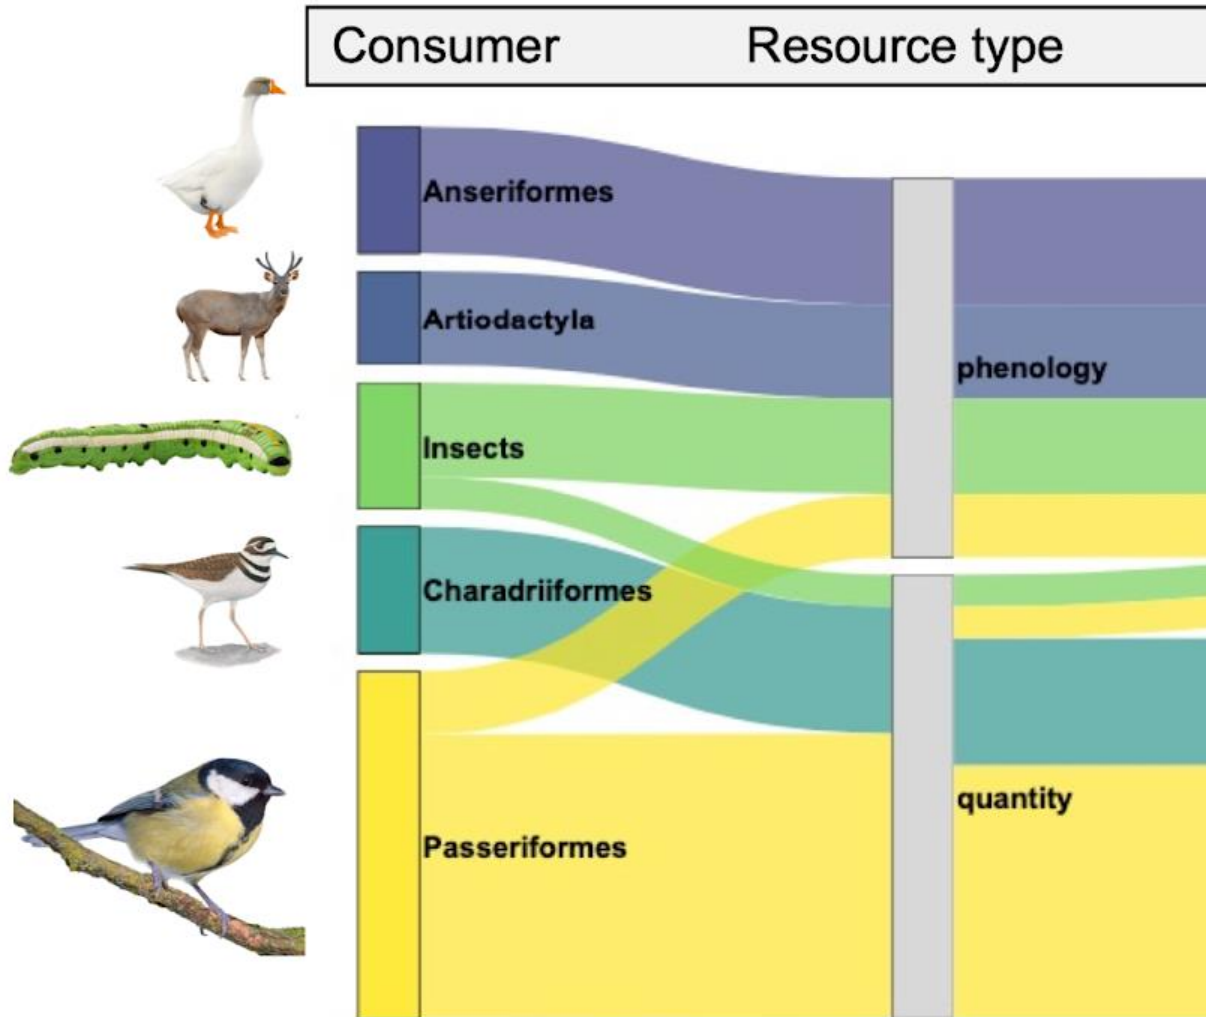 Consumer Resource type
Anseriformes
Artiodactyla
phenology
Insects
Charadriiformes
quantity
Passeriformes